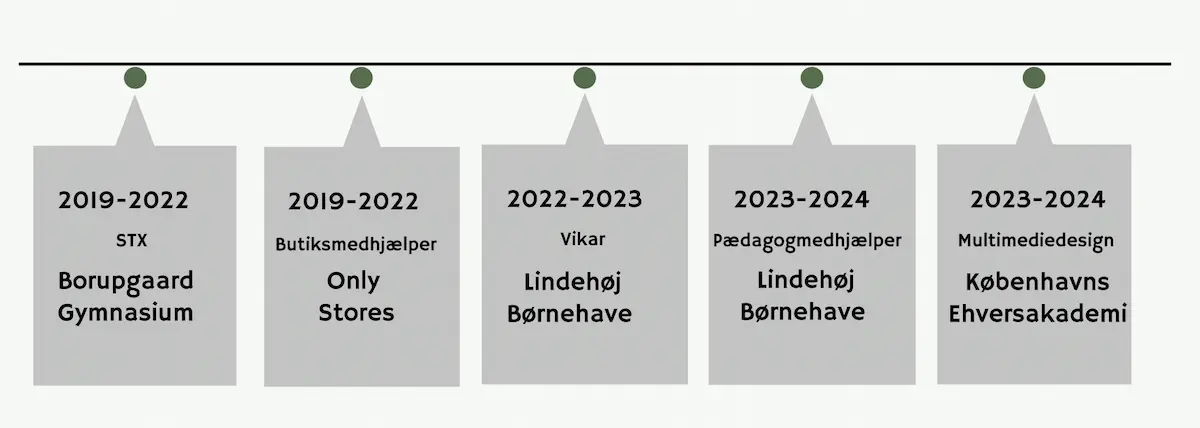 2019-2022
STX
Borupgaard
Gymnasium
2019-2022
Butiksmedhjælper
Only
Stores
2022-2023
Vikar
Lindehøj
Børnehave
2023-2024
Pædagogmedhjælper
Lindehøj
Børnehave
2023-2024
Multimediedesign
Københavns
Ehversakademi